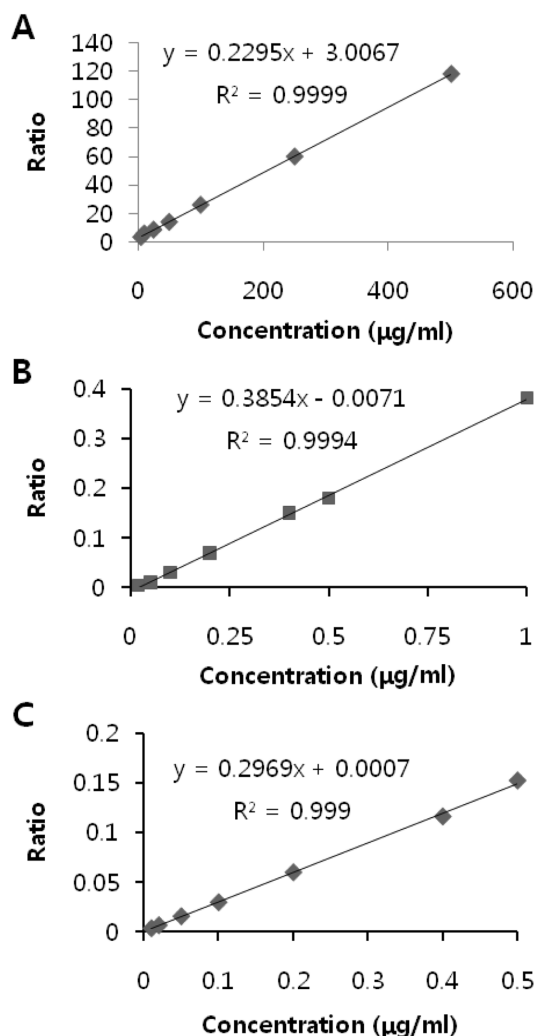 A
140
120
100
80
60
40
20
0
y = 0.2295x + 3.0067
R² = 0.9999
Ratio
0 200 400 600
Concentration (µg/ml)
B
0.4
0.3
0.2
0.1
0
y = 0.3854x - 0.0071
R² = 0.9994
Ratio
0 0.25 0.5 0.75 1
Concentration (µg/ml)
C
0.2
0.15
0.1
0.05
0
y = 0.2969x + 0.0007
R² = 0.999
Ratio
0 0.1 0.2 0.3 0.4 0.5
Concentration (µg/ml)